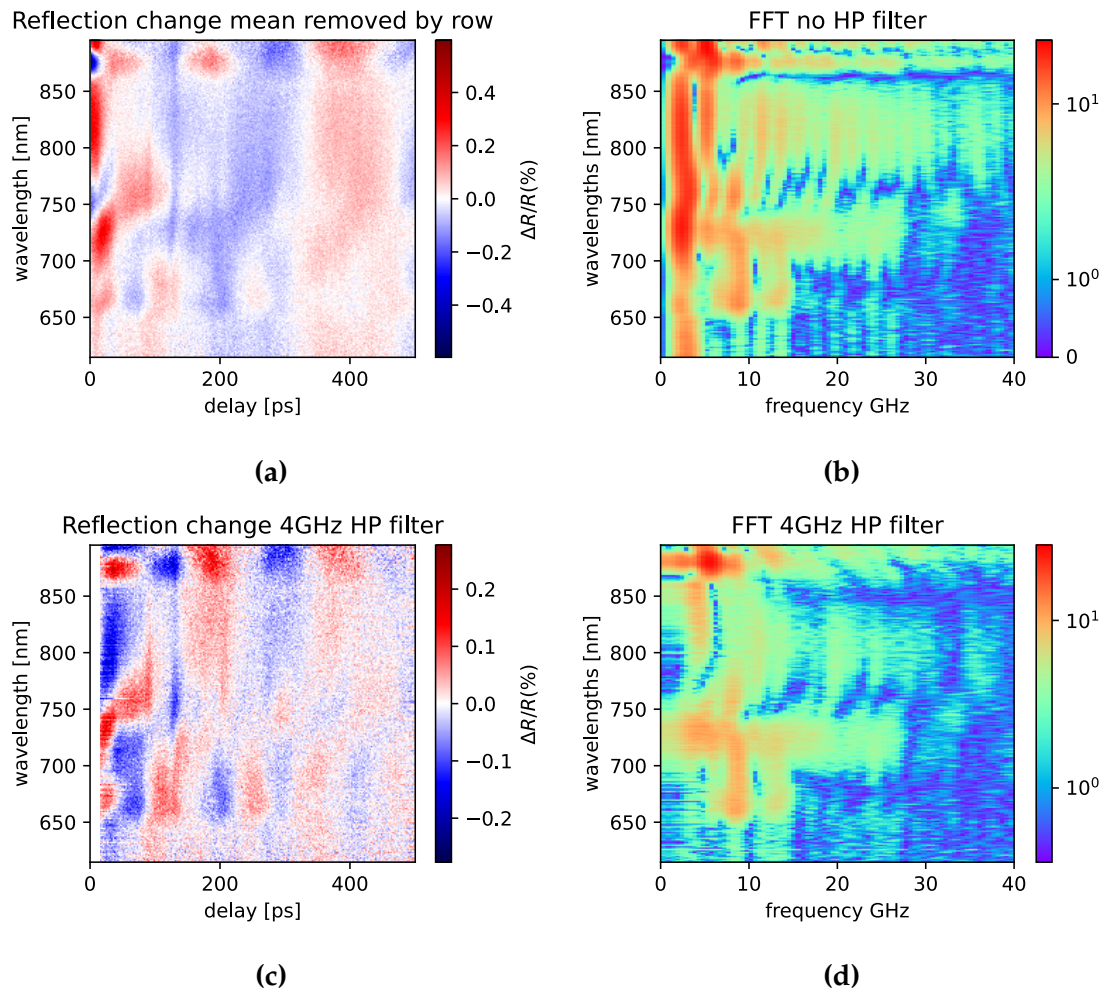 Reflection change mean removed by row
850
800
750
700
650
0
200
400
wavelength [nm]
delay [ps]
0.4
0.2
0.0
−0.2
−0.4
ΔR/R(%)
(a)
FFT no HP filter
850
800
750
700
650
0
10
20
30
40
wavelengths [nm]
frequency GHz
10¹
10⁰
0
(b)
Reflection change 4GHz HP filter
850
800
750
700
650
0
200
400
wavelength [nm]
delay [ps]
0.2
0.1
0.0
−0.1
−0.2
ΔR/R(%)
(c)
FFT 4GHz HP filter
850
800
750
700
650
0
10
20
30
40
wavelengths [nm]
frequency GHz
10¹
10⁰
(d)